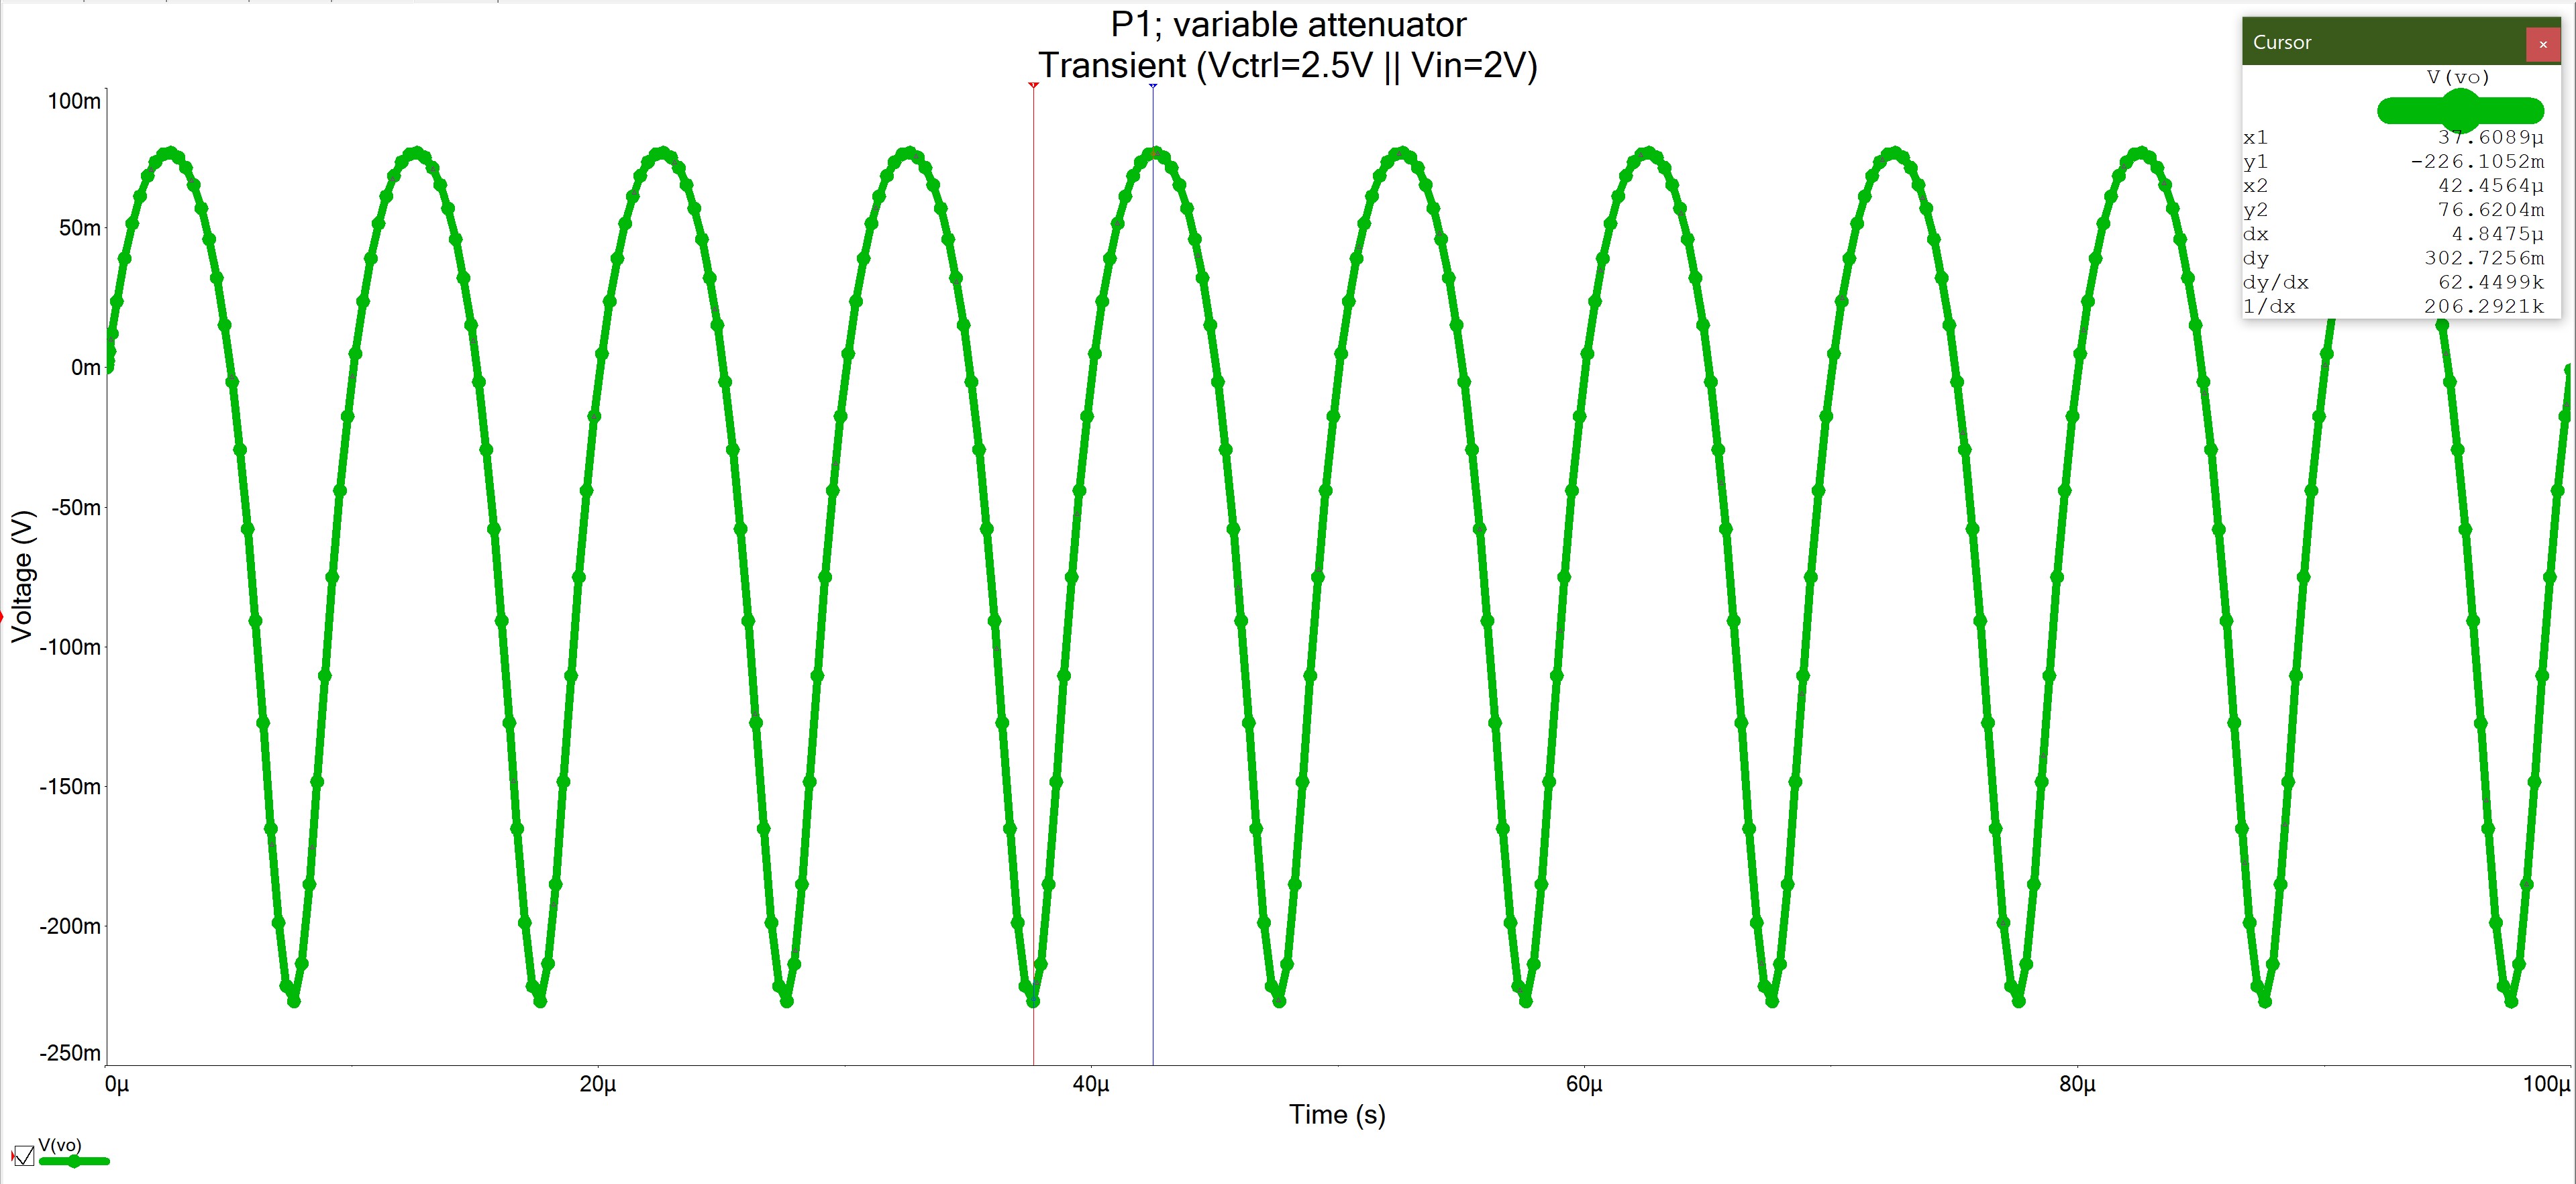 P1; variable attenuator
Transient (Vctrl=2.5V || Vin=2V)
Cursor
×
V(vo)
x1 37.6089µ
y1 -226.1052m
x2 42.4564µ
y2 76.6204m
dx 4.8475µ
dy 302.7256m
dy/dx 62.4499k
1/dx 206.2921k
100m
50m
0m
-50m
-100m
-150m
-200m
-250m
Voltage (V)
0µ 20µ 40µ 60µ 80µ 100µ
Time (s)
V(vo)